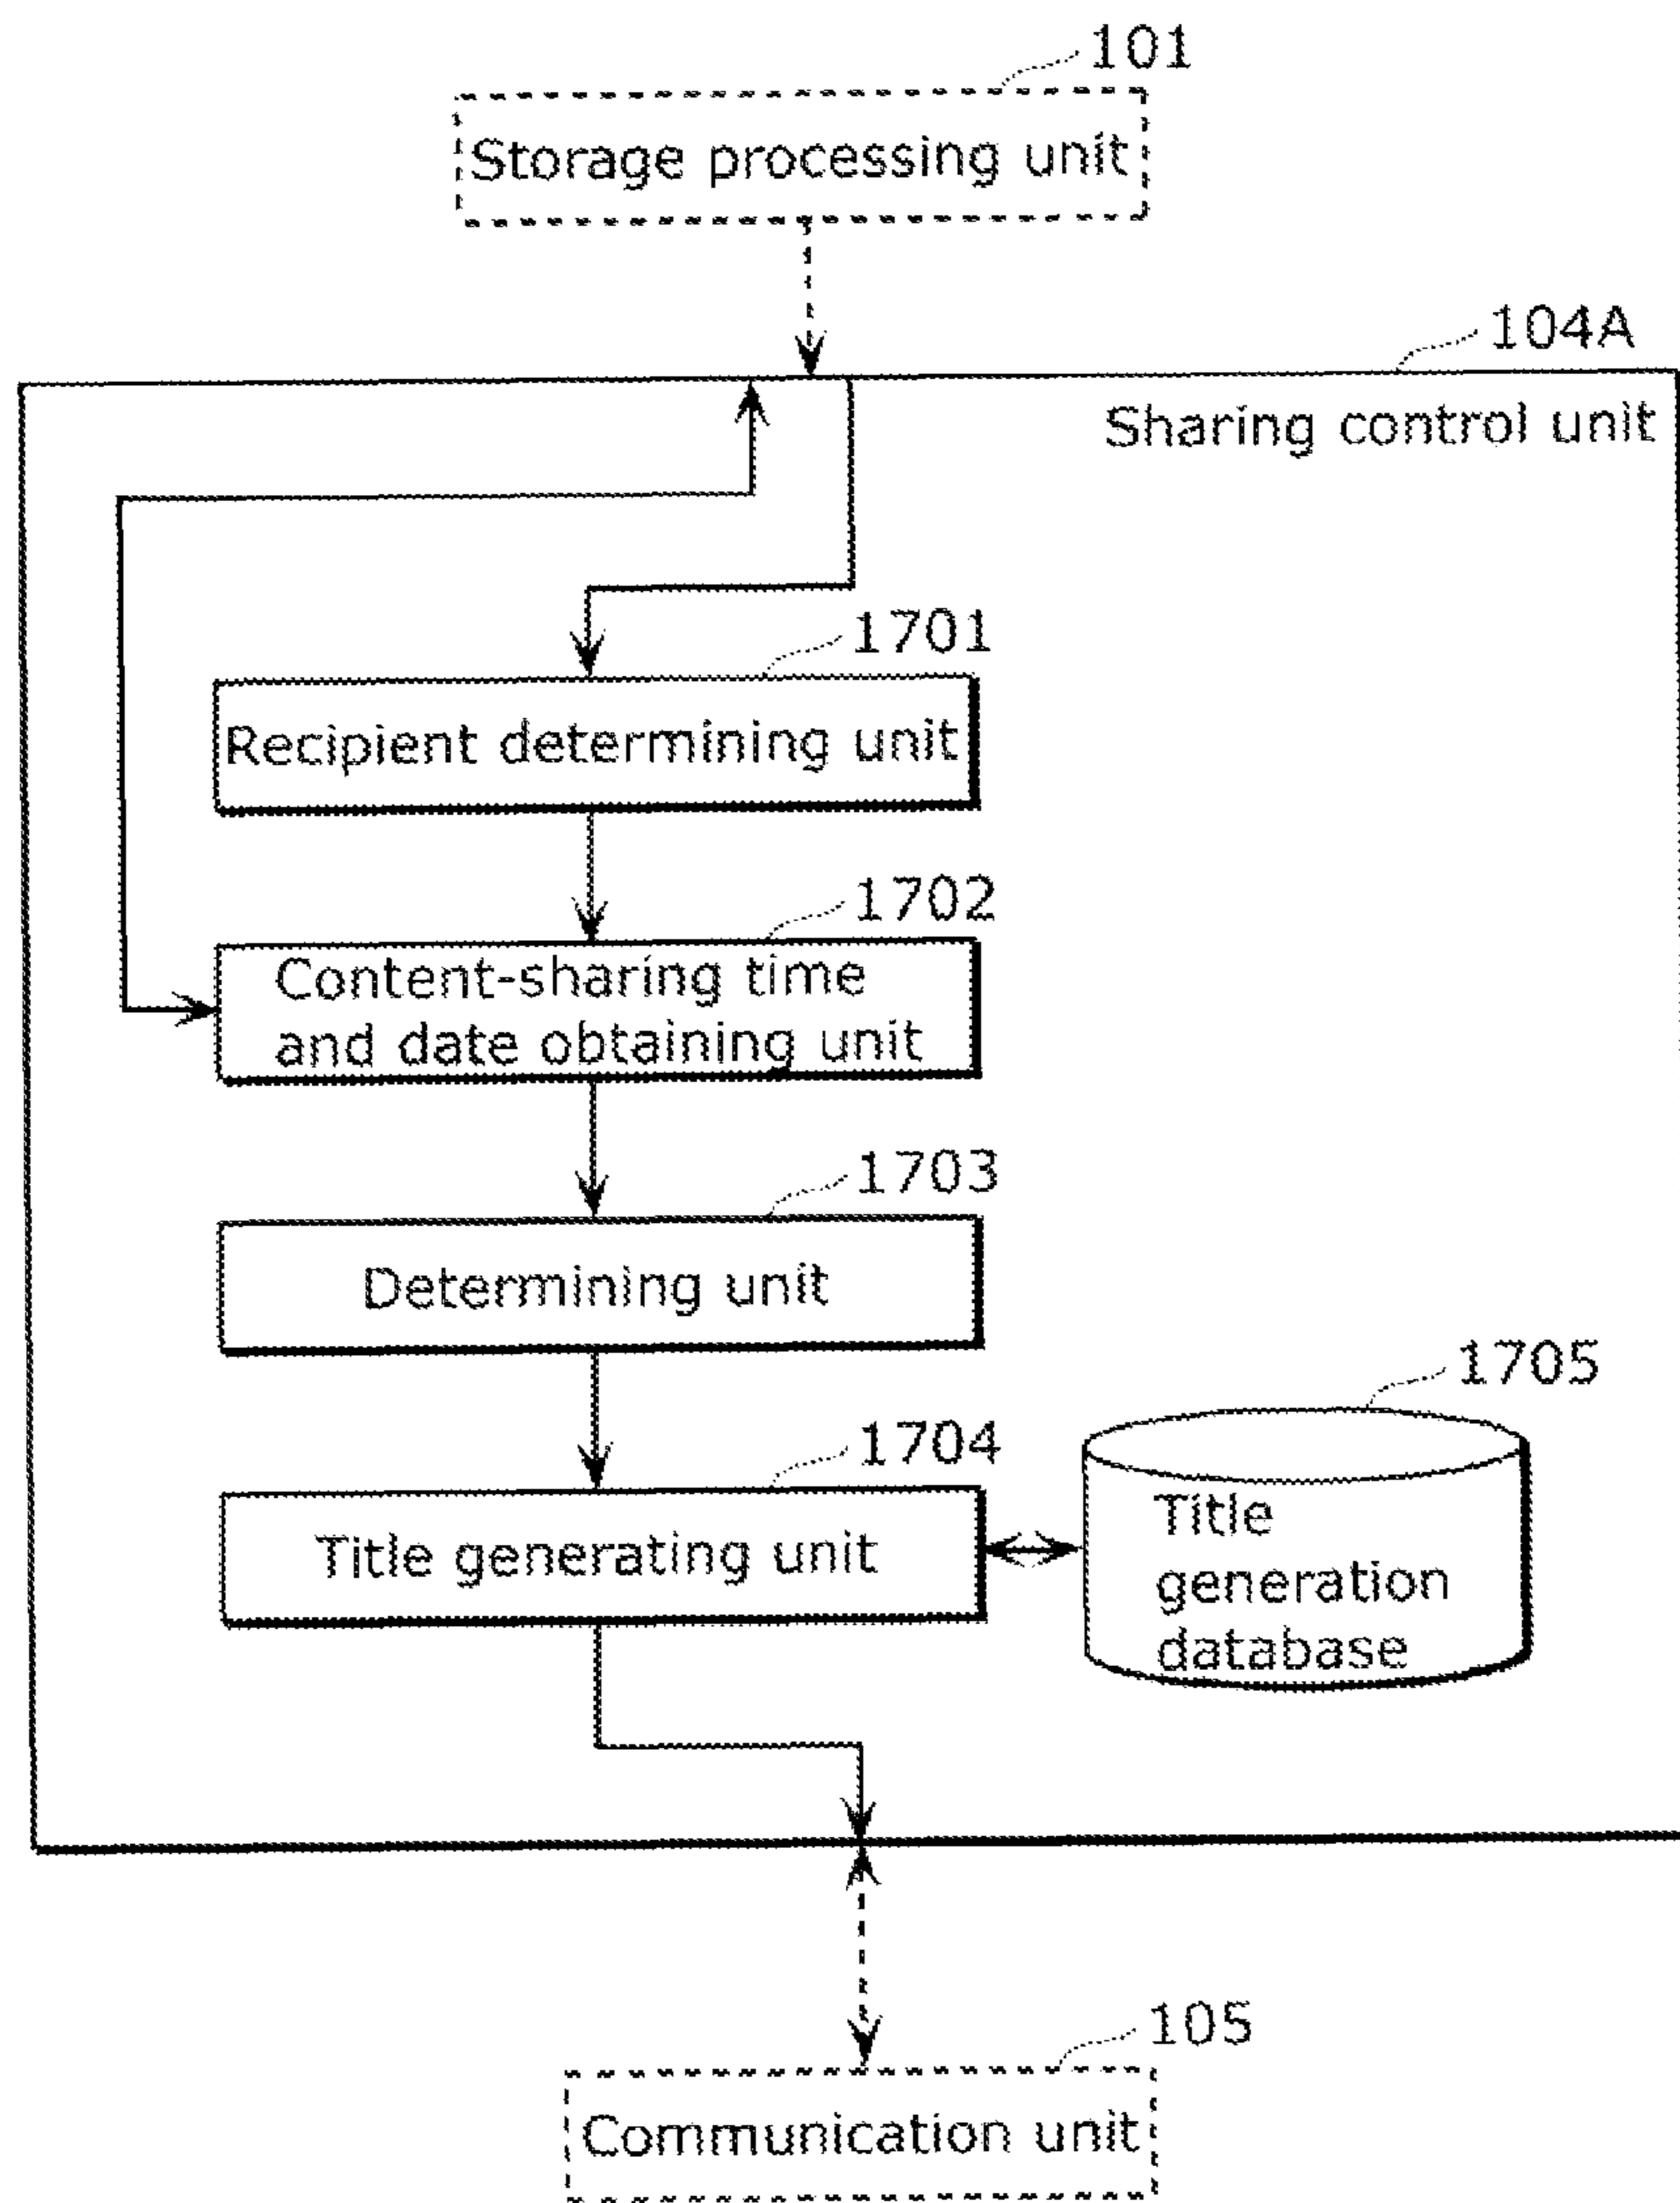 101
Storage processing unit
104A
Sharing control unit
1701
Recipient determining unit
1702
Content-sharing time
and date obtaining unit
1703
Determining unit
1704
Title generating unit
1705
Title
generation
database
105
Communication unit